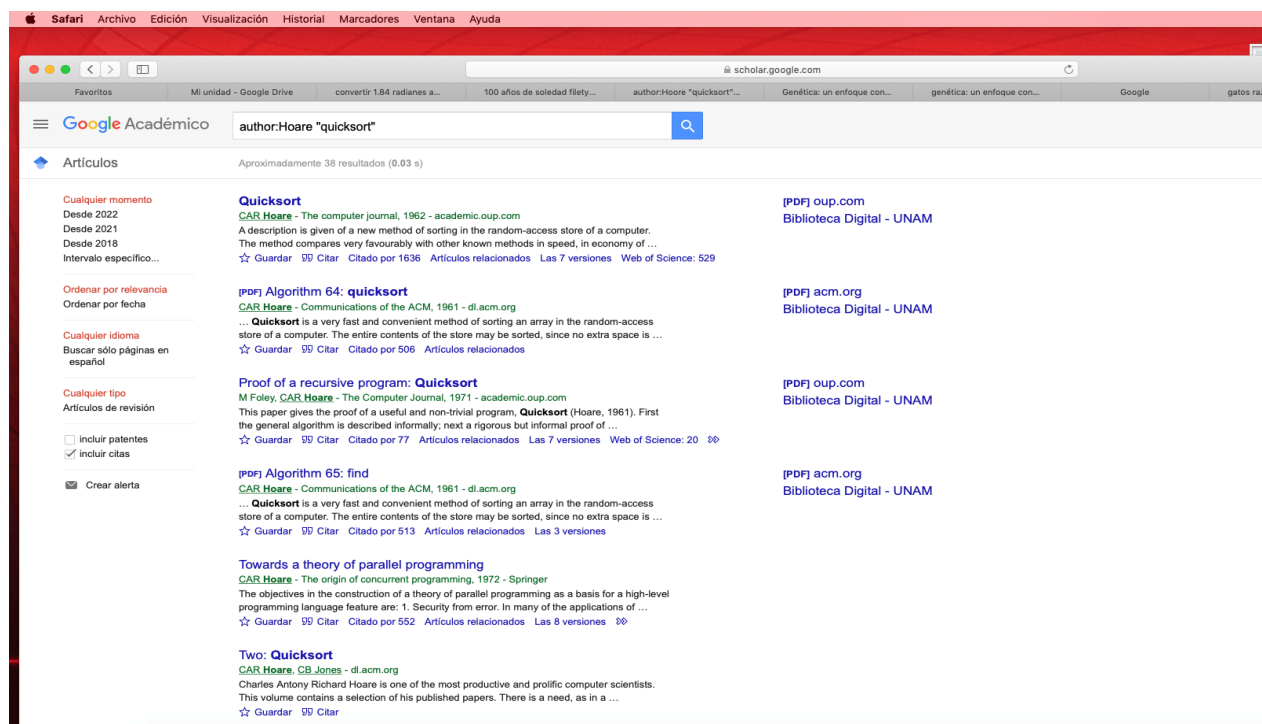 Safari Archivo Edición Visualización Historial Marcadores Ventana Ayuda
scholar.google.com
Favoritos Mi unidad - Google Drive convertir 1.84 radianes a... 100 años de soledad filety... author:Hoore "quicksort"... Genética: un enfoque con... genética: un enfoque con... Google gatos ra
Google Académico author:Hoare "quicksort"
Artículos Aproximadamente 38 resultados (0.03 s)
Cualquier momento
Desde 2022
Desde 2021
Desde 2018
Intervalo específico...
Ordenar por relevancia
Ordenar por fecha
Cualquier idioma
Buscar sólo páginas en
español
Cualquier tipo
Artículos de revisión
incluir patentes
incluir citas
Crear alerta
Quicksort
CAR Hoare - The computer journal, 1962 - academic.oup.com
A description is given of a new method of sorting in the random-access store of a computer.
The method compares very favourably with other known methods in speed, in economy of …
Guardar Citar Citado por 1636 Artículos relacionados Las 7 versiones Web of Science: 529
[PDF] oup.com
Biblioteca Digital - UNAM
[PDF] Algorithm 64: quicksort
CAR Hoare - Communications of the ACM, 1961 - dl.acm.org
… Quicksort is a very fast and convenient method of sorting an array in the random-access
store of a computer. The entire contents of the store may be sorted, since no extra space is …
Guardar Citar Citado por 506 Artículos relacionados
[PDF] acm.org
Biblioteca Digital - UNAM
Proof of a recursive program: Quicksort
M Foley, CAR Hoare - The Computer Journal, 1971 - academic.oup.com
This paper gives the proof of a useful and non-trivial program, Quicksort (Hoare, 1961). First
the general algorithm is described informally; next a rigorous but informal proof of …
Guardar Citar Citado por 77 Artículos relacionados Las 7 versiones Web of Science: 20
[PDF] oup.com
Biblioteca Digital - UNAM
[PDF] Algorithm 65: find
CAR Hoare - Communications of the ACM, 1961 - dl.acm.org
… Quicksort is a very fast and convenient method of sorting an array in the random-access
store of a computer. The entire contents of the store may be sorted, since no extra space is …
Guardar Citar Citado por 513 Artículos relacionados Las 3 versiones
[PDF] acm.org
Biblioteca Digital - UNAM
Towards a theory of parallel programming
CAR Hoare - The origin of concurrent programming, 1972 - Springer
The objectives in the construction of a theory of parallel programming as a basis for a high-level
programming language feature are: 1. Security from error. In many of the applications of …
Guardar Citar Citado por 552 Artículos relacionados Las 8 versiones
Two: Quicksort
CAR Hoare, CB Jones - dl.acm.org
Charles Antony Richard Hoare is one of the most productive and prolific computer scientists.
This volume contains a selection of his published papers. There is a need, as in a …
Guardar Citar